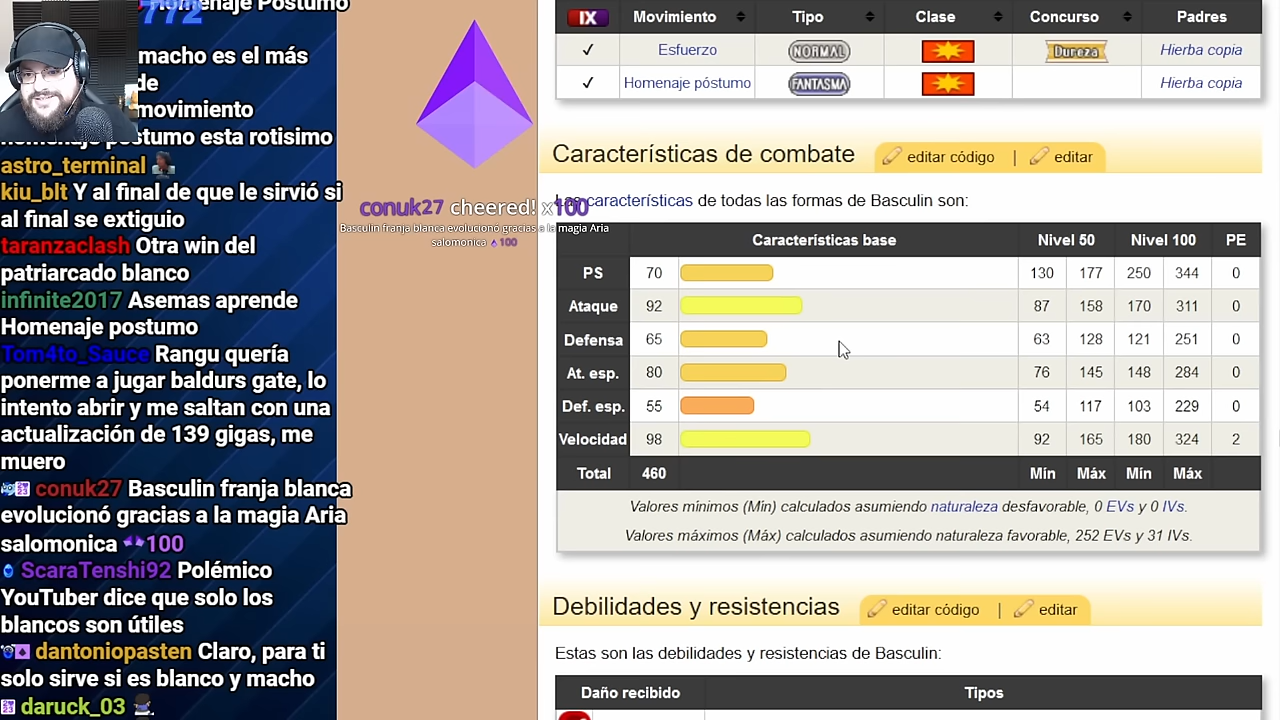 Homenaje Póstumo
772
macho es el más
de
movimiento
postumo esta rotisimo
astro_terminal
kiu_blt Y al final de que le sirvió si
al final se extiguio
taranzaclash Otra win del
patriarcado blanco
infinite2017 Asemas aprende
Homenaje postumo
Tom4to_Sauce Rangu quería
ponerme a jugar baldurs gate, lo
intento abrir y me saltan con una
actualización de 139 gigas, me
muero
conuk27 Basculin franja blanca
evolucionó gracias a la magia Aria
salomonica 100
ScaraTenshi92 Polémico
YouTuber dice que solo los
blancos son útiles
dantoniopasten Claro, para ti
solo sirve si es blanco y macho
daruck_03
conuk27 cheered! x100
Basculin franja blanca evoluciono gracias a la magia Aria
salomonica 100
IX Movimiento Tipo Clase Concurso Padres
✓ Esfuerzo NORMAL Dureza Hierba copia
✓ Homenaje póstumo FANTASMA Hierba copia
Características de combate editar código | editar
Las características de todas las formas de Basculin son:
Características base Nivel 50 Nivel 100 PE
PS 70 130 177 250 344 0
Ataque 92 87 158 170 311 0
Defensa 65 63 128 121 251 0
At. esp. 80 76 145 148 284 0
Def. esp. 55 54 117 103 229 0
Velocidad 98 92 165 180 324 2
Total 460 Mín Máx Mín Máx
Valores mínimos (Min) calculados asumiendo naturaleza desfavorable, 0 EVs y 0 IVs.
Valores máximos (Máx) calculados asumiendo naturaleza favorable, 252 EVs y 31 IVs.
Debilidades y resistencias editar código | editar
Estas son las debilidades y resistencias de Basculin:
Daño recibido Tipos